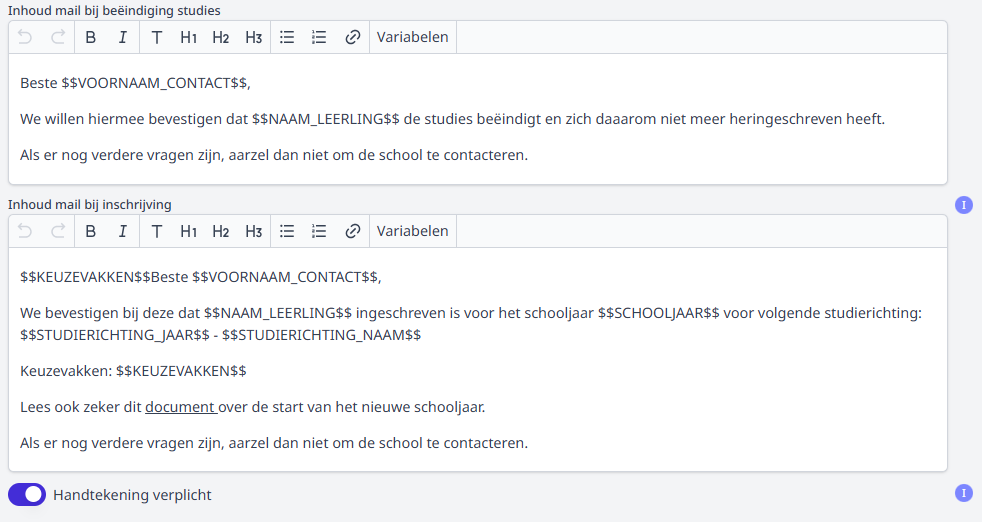 Inhoud mail bij beëindiging studies
B I T H1 H2 H3 Variabelen
Beste $$VOORNAAM_CONTACT$$,
We willen hiermee bevestigen dat $$NAAM_LEERLING$$ de studies beëindigt en zich daaarom niet meer heringeschreven heeft.
Als er nog verdere vragen zijn, aarzel dan niet om de school te contacteren.
Inhoud mail bij inschrijving
I
B I T H1 H2 H3 Variabelen
$$KEUZEVAKKEN$$Beste $$VOORNAAM_CONTACT$$,
We bevestigen bij deze dat $$NAAM_LEERLING$$ ingeschreven is voor het schooljaar $$SCHOOLJAAR$$ voor volgende studierichting:
$$STUDIERICHTING_JAAR$$ - $$STUDIERICHTING_NAAM$$
Keuzevakken: $$KEUZEVAKKEN$$
Lees ook zeker dit document over de start van het nieuwe schooljaar.
Als er nog verdere vragen zijn, aarzel dan niet om de school te contacteren.
Handtekening verplicht
I